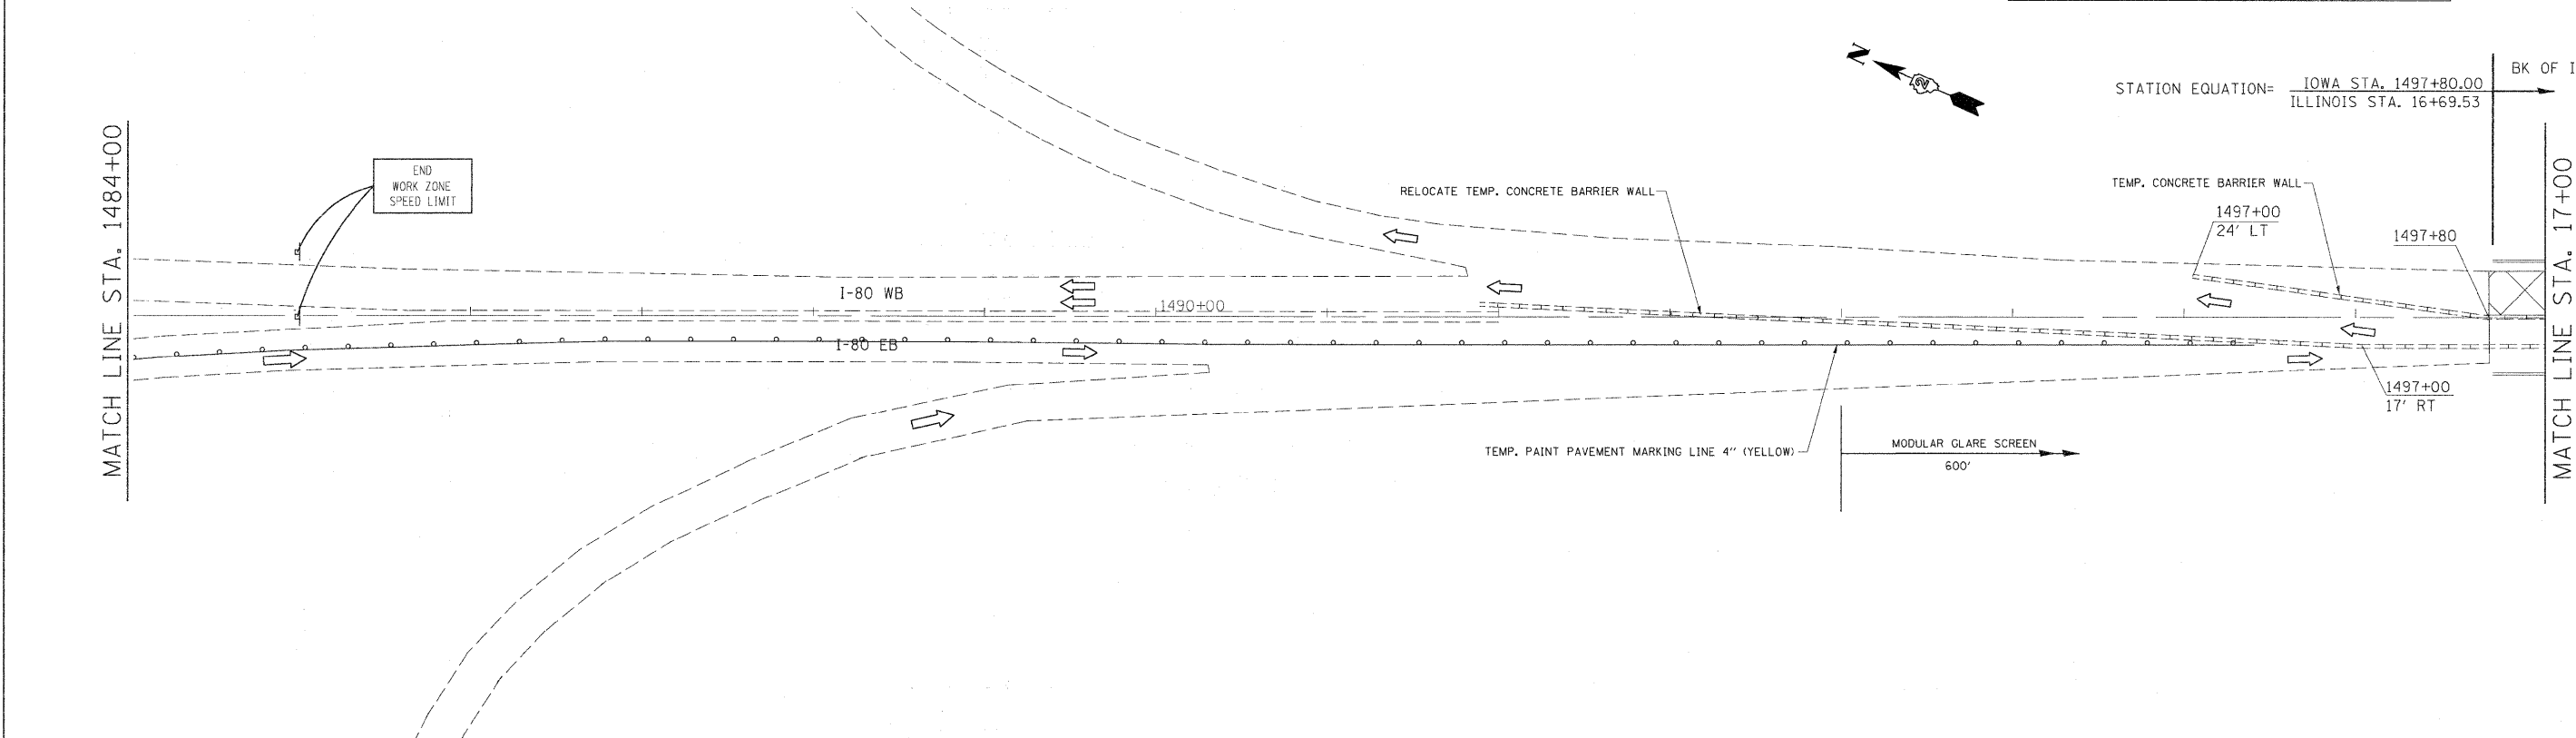 MATCH LINE STA. 1484+00
END
WORK ZONE
SPEED LIMIT
I-80 WB
I-80 EB
1490+00
RELOCATE TEMP. CONCRETE BARRIER WALL
N
2
STATION EQUATION=
IOWA STA. 1497+80.00
ILLINOIS STA. 16+69.53
BK OF I
TEMP. CONCRETE BARRIER WALL
1497+00
24' LT
1497+80
1497+00
17' RT
TEMP. PAINT PAVEMENT MARKING LINE 4" (YELLOW)
MODULAR GLARE SCREEN
600'
MATCH LINE STA. 17+00